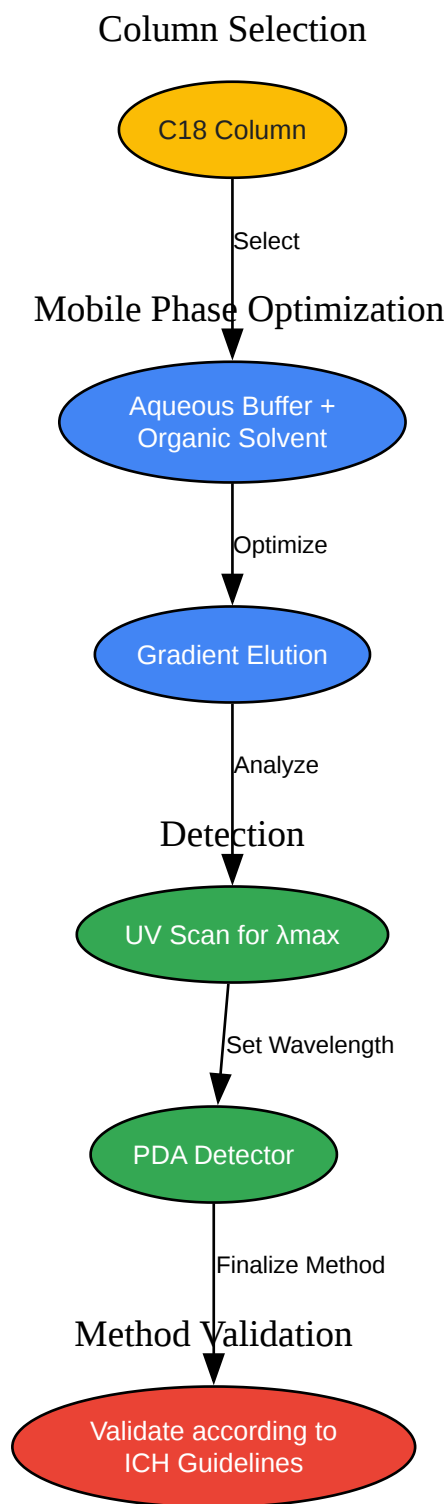 Column Selection
C18 Column
Select
Mobile Phase Optimization
Aqueous Buffer +
Organic Solvent
Optimize
Gradient Elution
Analyze
Detection
UV Scan for λmax
Set Wavelength
PDA Detector
Finalize Method
Method Validation
Validate according to
ICH Guidelines